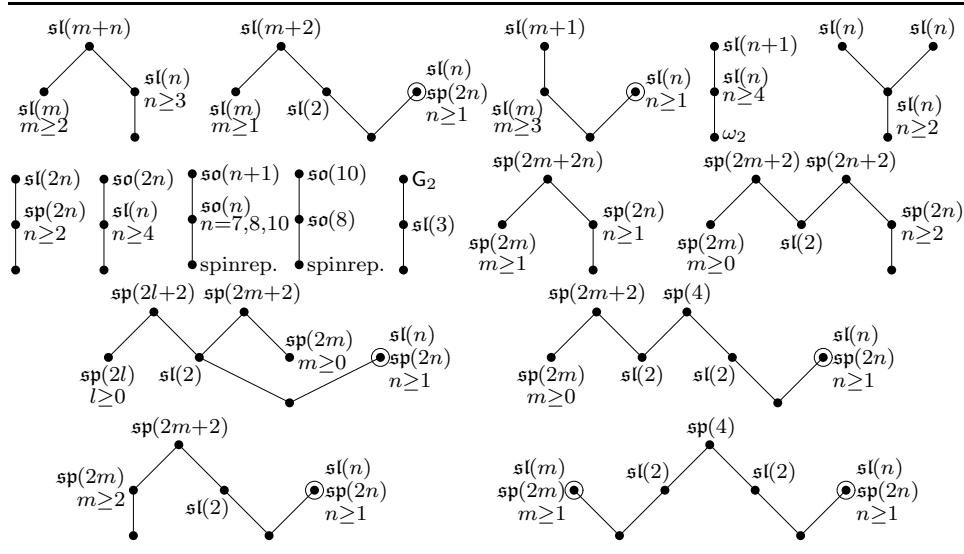 𝔰𝔩(m+n) 𝔰𝔩(m+2) 𝔰𝔩(m+1) 𝔰𝔩(n+1) 𝔰𝔩(n) 𝔰𝔩(n)
𝔰𝔩(m) m≥2 𝔰𝔩(n) n≥3
𝔰𝔩(m) m≥1 𝔰𝔩(2) 𝔰𝔩(n) 𝔰𝔭(2n) n≥1
𝔰𝔩(m) m≥3 𝔰𝔩(n) n≥1
𝔰𝔩(n) n≥4
ω₂
𝔰𝔩(n) n≥2
𝔰𝔩(2n) 𝔰𝔬(2n) 𝔰𝔬(n+1) 𝔰𝔬(10) G₂ 𝔰𝔭(2m+2n) 𝔰𝔭(2m+2) 𝔰𝔭(2n+2)
𝔰𝔭(2n) n≥2
𝔰𝔩(n) n≥4
𝔰𝔬(n) n=7,8,10
𝔰𝔬(8)
𝔰𝔩(3)
spinrep. spinrep.
𝔰𝔭(2m) m≥1 𝔰𝔭(2n) n≥1
𝔰𝔭(2m) m≥0 𝔰𝔩(2) 𝔰𝔭(2n) n≥2
𝔰𝔭(2l+2) 𝔰𝔭(2m+2) 𝔰𝔭(2m+2) 𝔰𝔭(4)
𝔰𝔭(2l) l≥0 𝔰𝔩(2) 𝔰𝔭(2m) m≥0 𝔰𝔩(n) 𝔰𝔭(2n) n≥1
𝔰𝔭(2m) m≥0 𝔰𝔩(2) 𝔰𝔩(2) 𝔰𝔩(n) 𝔰𝔭(2n) n≥1
𝔰𝔭(2m+2) 𝔰𝔭(4)
𝔰𝔭(2m) m≥2 𝔰𝔩(2) 𝔰𝔩(n) 𝔰𝔭(2n) n≥1
𝔰𝔩(m) 𝔰𝔭(2m) m≥1 𝔰𝔩(2) 𝔰𝔩(2) 𝔰𝔩(n) 𝔰𝔭(2n) n≥1